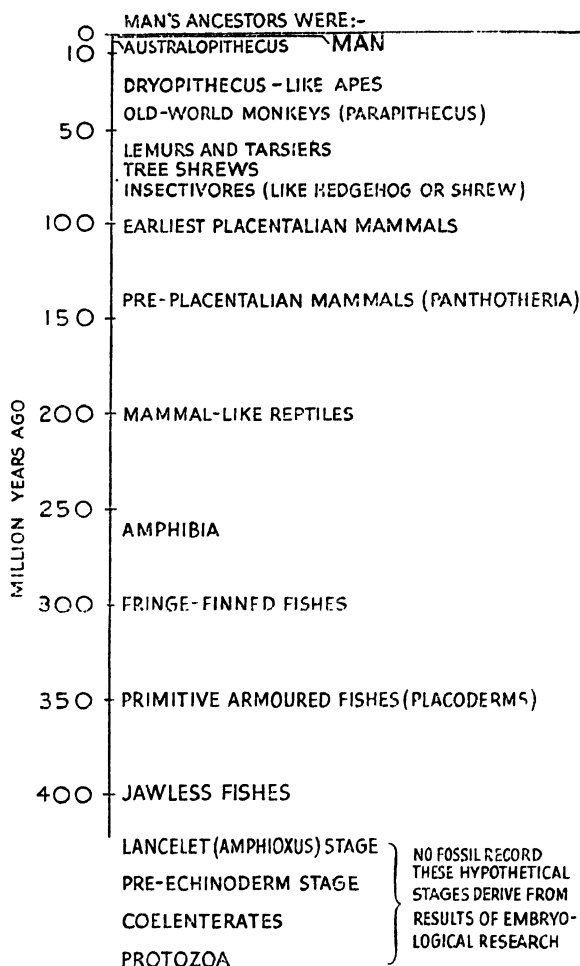 MAN'S ANCESTORS WERE:-
0
10 AUSTRALOPITHECUS MAN
DRYOPITHECUS-LIKE APES
OLD-WORLD MONKEYS (PARAPITHECUS)
50
LEMURS AND TARSIERS
TREE SHREWS
INSECTIVORES (LIKE HEDGEHOG OR SHREW)
100 EARLIEST PLACENTALIAN MAMMALS
PRE-PLACENTALIAN MAMMALS (PANTHOTHERIA)
150
200 MAMMAL-LIKE REPTILES
MILLION YEARS AGO
250
AMPHIBIA
300 FRINGE-FINNED FISHES
350 PRIMITIVE ARMOURED FISHES (PLACODERMS)
400 JAWLESS FISHES
LANCELET (AMPHIOXUS) STAGE
PRE-ECHINODERM STAGE
COELENTERATES
PROTOZOA
NO FOSSIL RECORD
THESE HYPOTHETICAL
STAGES DERIVE FROM
RESULTS OF EMBRYO-
LOGICAL RESEARCH